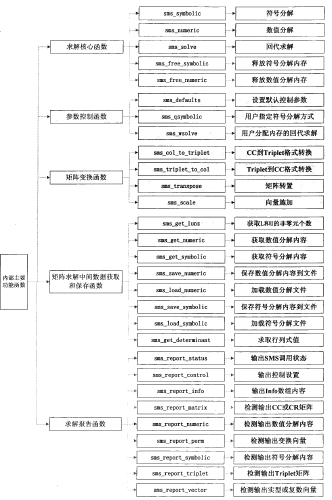 内部主要
功能函数
求解核心函数
sms_symbolic
符号分解
sms_numeric
数值分解
sms_solve
回代求解
sms_free_symbolic
释放符号分解内存
sms_free_numeric
释放数值分解内存
参数控制函数
sms_defaults
设置默认控制参数
sms_qsymbolic
用户指定符号分解方式
sms_wsolve
用户分配内存的回代求解
矩阵变换函数
sms_col_to_triplet
CC到Triplet格式转换
sms_triplet_to_col
Triplet到CC格式转换
sms_transpose
矩阵转置
sms_scale
向量施加
矩阵求解中间数据获取
和保存函数
sms_get_lunz
获取L和U的非零元个数
sms_get_numeric
获取数值分解内容
sms_get_symbolic
获取符号分解内容
sms_save_numeric
保存数值分解内容到文件
sms_load_numeric
加载数值分解文件
sms_save_symbolic
保存符号分解内容到文件
sms_load_symbolic
加载符号分解文件
sms_get_determinant
求取行列式值
求解报告函数
sms_report_status
输出SMS调用状态
sms_report_control
输出控制设置
sms_report_info
输出Info数组内容
sms_report_matrix
检测输出CC或CR矩阵
sms_report_numeric
检测输出数值分解内容
sms_report_perm
检测输出变换向量
sms_report_symbolic
检测输出符号分解内容
sms_report_triplet
检测输出Triplet矩阵
sms_report_vector
检测输出实型或复数向量